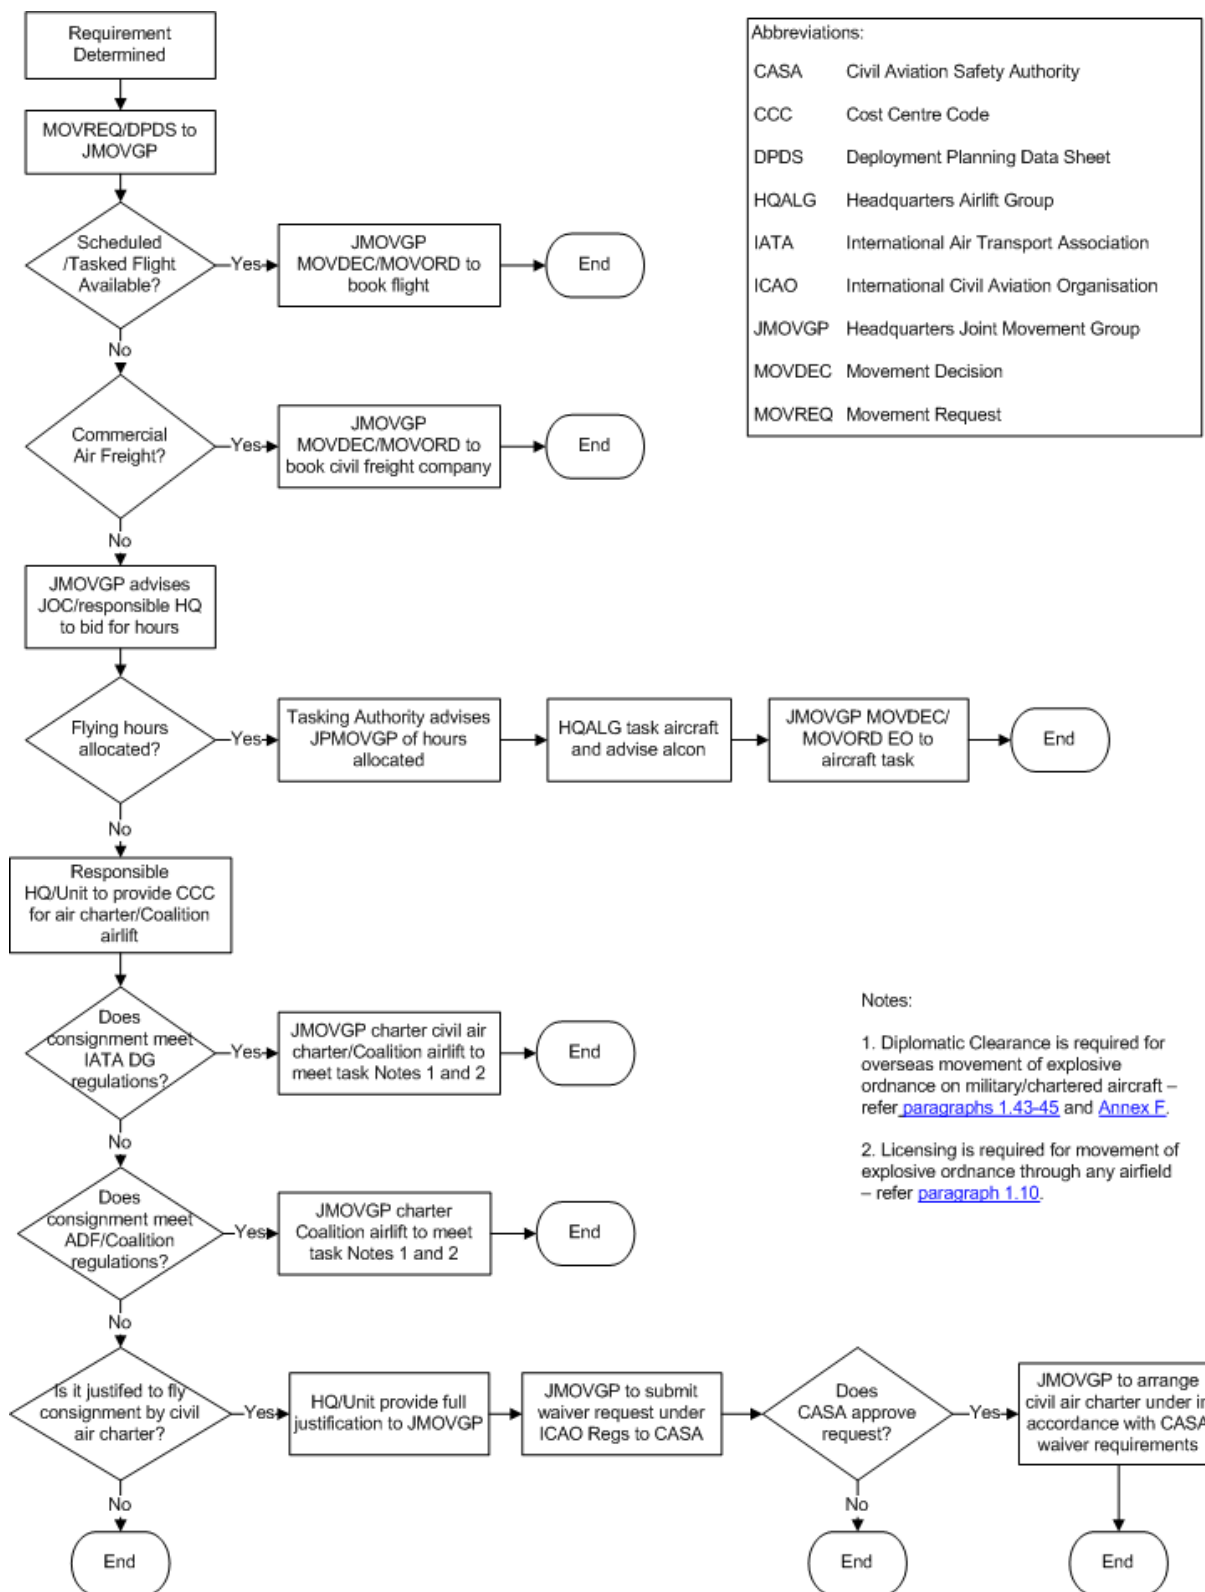 Requirement
Determined
MOVREQ/DPDS to
JMOVGP
Scheduled
/Tasked Flight
Available?
Yes
JMOVGP
MOVDEC/MOVORD to
book flight
End
No
Commercial
Air Freight?
Yes
JMOVGP
MOVDEC/MOVORD to
book civil freight company
End
No
JMOVGP advises
JOC/responsible HQ
to bid for hours
Flying hours
allocated?
Yes
Tasking Authority advises
JPMOVGP of hours
allocated
HQALG task aircraft
and advise alcon
JMOVGP MOVDEC/
MOVORD EO to
aircraft task
End
No
Responsible
HQ/Unit to provide CCC
for air charter/Coalition
airlift
Does
consignment meet
IATA DG
regulations?
Yes
JMOVGP charter civil air
charter/Coalition airlift to
meet task Notes 1 and 2
End
No
Does
consignment meet
ADF/Coalition
regulations?
Yes
JMOVGP charter
Coalition airlift to meet
task Notes 1 and 2
End
No
Is it justifed to fly
consignment by civil
air charter?
Yes
HQ/Unit provide full
justification to JMOVGP
JMOVGP to submit
waiver request under
ICAO Regs to CASA
Does
CASA approve
request?
Yes
JMOVGP to arrange
civil air charter under in
accordance with CASA
waiver requirements
No
End
No
End
End
Abbreviations:
CASA Civil Aviation Safety Authority
CCC Cost Centre Code
DPDS Deployment Planning Data Sheet
HQALG Headquarters Airlift Group
IATA International Air Transport Association
ICAO International Civil Aviation Organisation
JMOVGP Headquarters Joint Movement Group
MOVDEC Movement Decision
MOVREQ Movement Request
Notes:
1. Diplomatic Clearance is required for
overseas movement of explosive
ordnance on military/chartered aircraft –
refer paragraphs 1.43-45 and Annex F.
2. Licensing is required for movement of
explosive ordnance through any airfield
– refer paragraph 1.10.